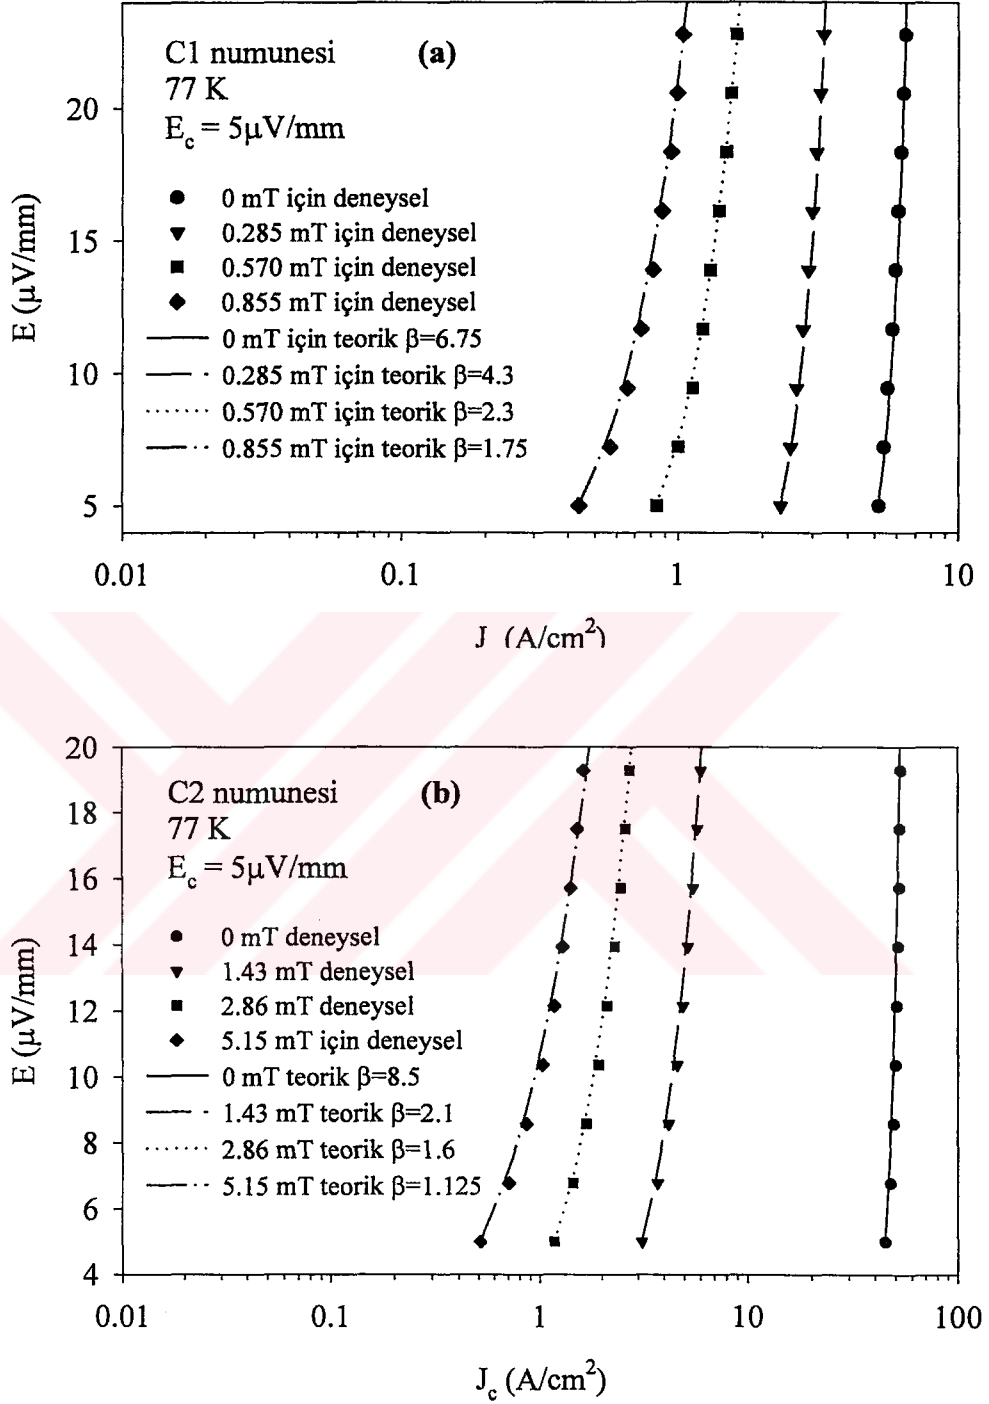 C1 numunesi (a)
77 K
E_c = 5µV/mm
0 mT için deneysel
0.285 mT için deneysel
0.570 mT için deneysel
0.855 mT için deneysel
0 mT için teorik β=6.75
0.285 mT için teorik β=4.3
0.570 mT için teorik β=2.3
0.855 mT için teorik β=1.75
20
15
10
5
E (µV/mm)
0.01 0.1 1 10
J (A/cm²)
C2 numunesi (b)
77 K
E_c = 5µV/mm
0 mT deneysel
1.43 mT deneysel
2.86 mT deneysel
5.15 mT için deneysel
0 mT teorik β=8.5
1.43 mT teorik β=2.1
2.86 mT teorik β=1.6
5.15 mT teorik β=1.125
20
18
16
14
12
10
8
6
4
E (µV/mm)
0.01 0.1 1 10 100
J_c (A/cm²)